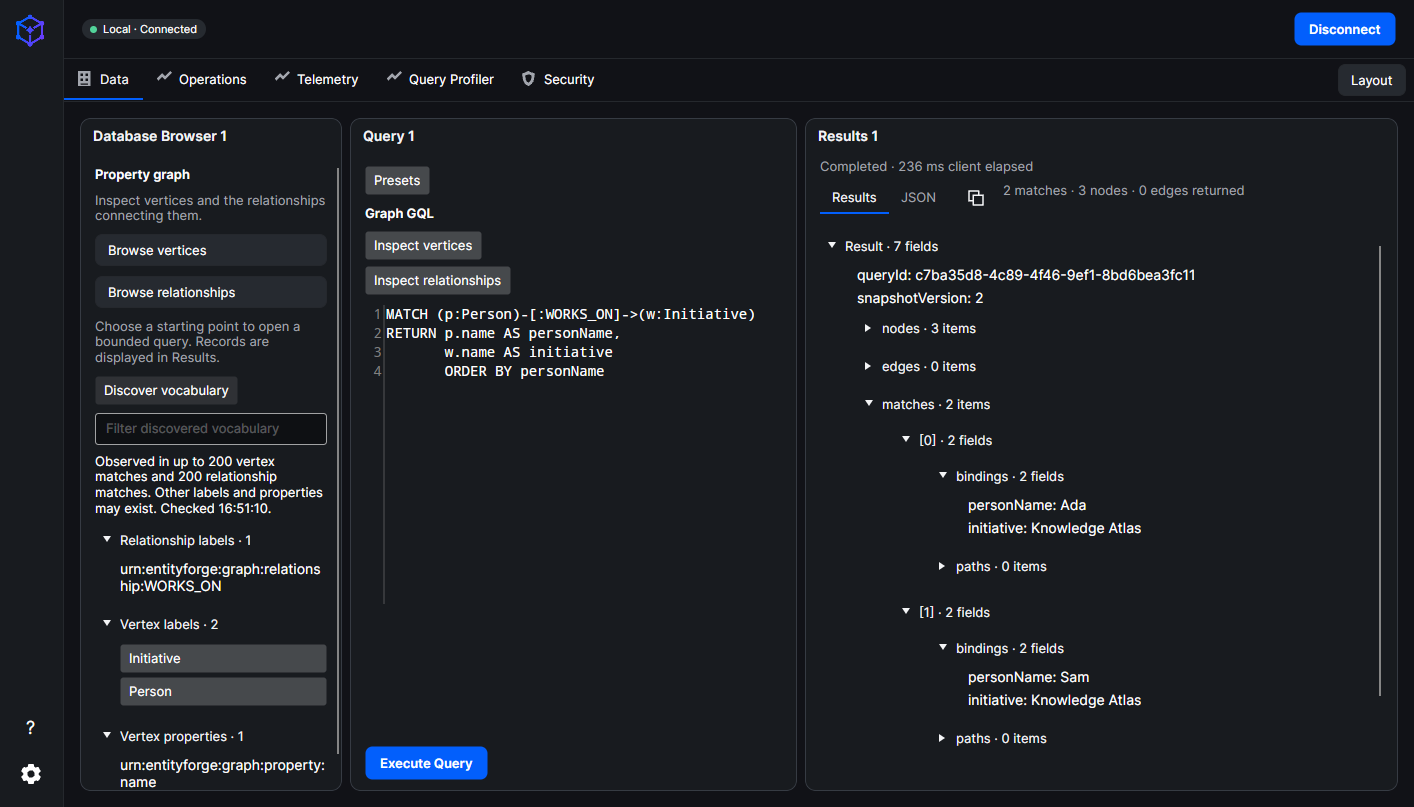 Local · Connected
Disconnect
Data
Operations
Telemetry
Query Profiler
Security
Layout
Database Browser 1
Property graph
Inspect vertices and the relationships
connecting them.
Browse vertices
Browse relationships
Choose a starting point to open a
bounded query. Records are
displayed in Results.
Discover vocabulary
Filter discovered vocabulary
Observed in up to 200 vertex
matches and 200 relationship
matches. Other labels and properties
may exist. Checked 16:51:10.
Relationship labels · 1
urn:entityforge:graph:relations
hip:WORKS_ON
Vertex labels · 2
Initiative
Person
Vertex properties · 1
urn:entityforge:graph:property:
name
?
Query 1
Presets
Graph GQL
Inspect vertices
Inspect relationships
1 MATCH (p:Person)-[:WORKS_ON]->(w:Initiative)
2 RETURN p.name AS personName,
3 w.name AS initiative
4 ORDER BY personName
Execute Query
Results 1
Completed · 236 ms client elapsed
Results
JSON
2 matches · 3 nodes · 0 edges returned
Result · 7 fields
queryId: c7ba35d8-4c89-4f46-9ef1-8bd6bea3fc11
snapshotVersion: 2
nodes · 3 items
edges · 0 items
matches · 2 items
[0] · 2 fields
bindings · 2 fields
personName: Ada
initiative: Knowledge Atlas
paths · 0 items
[1] · 2 fields
bindings · 2 fields
personName: Sam
initiative: Knowledge Atlas
paths · 0 items